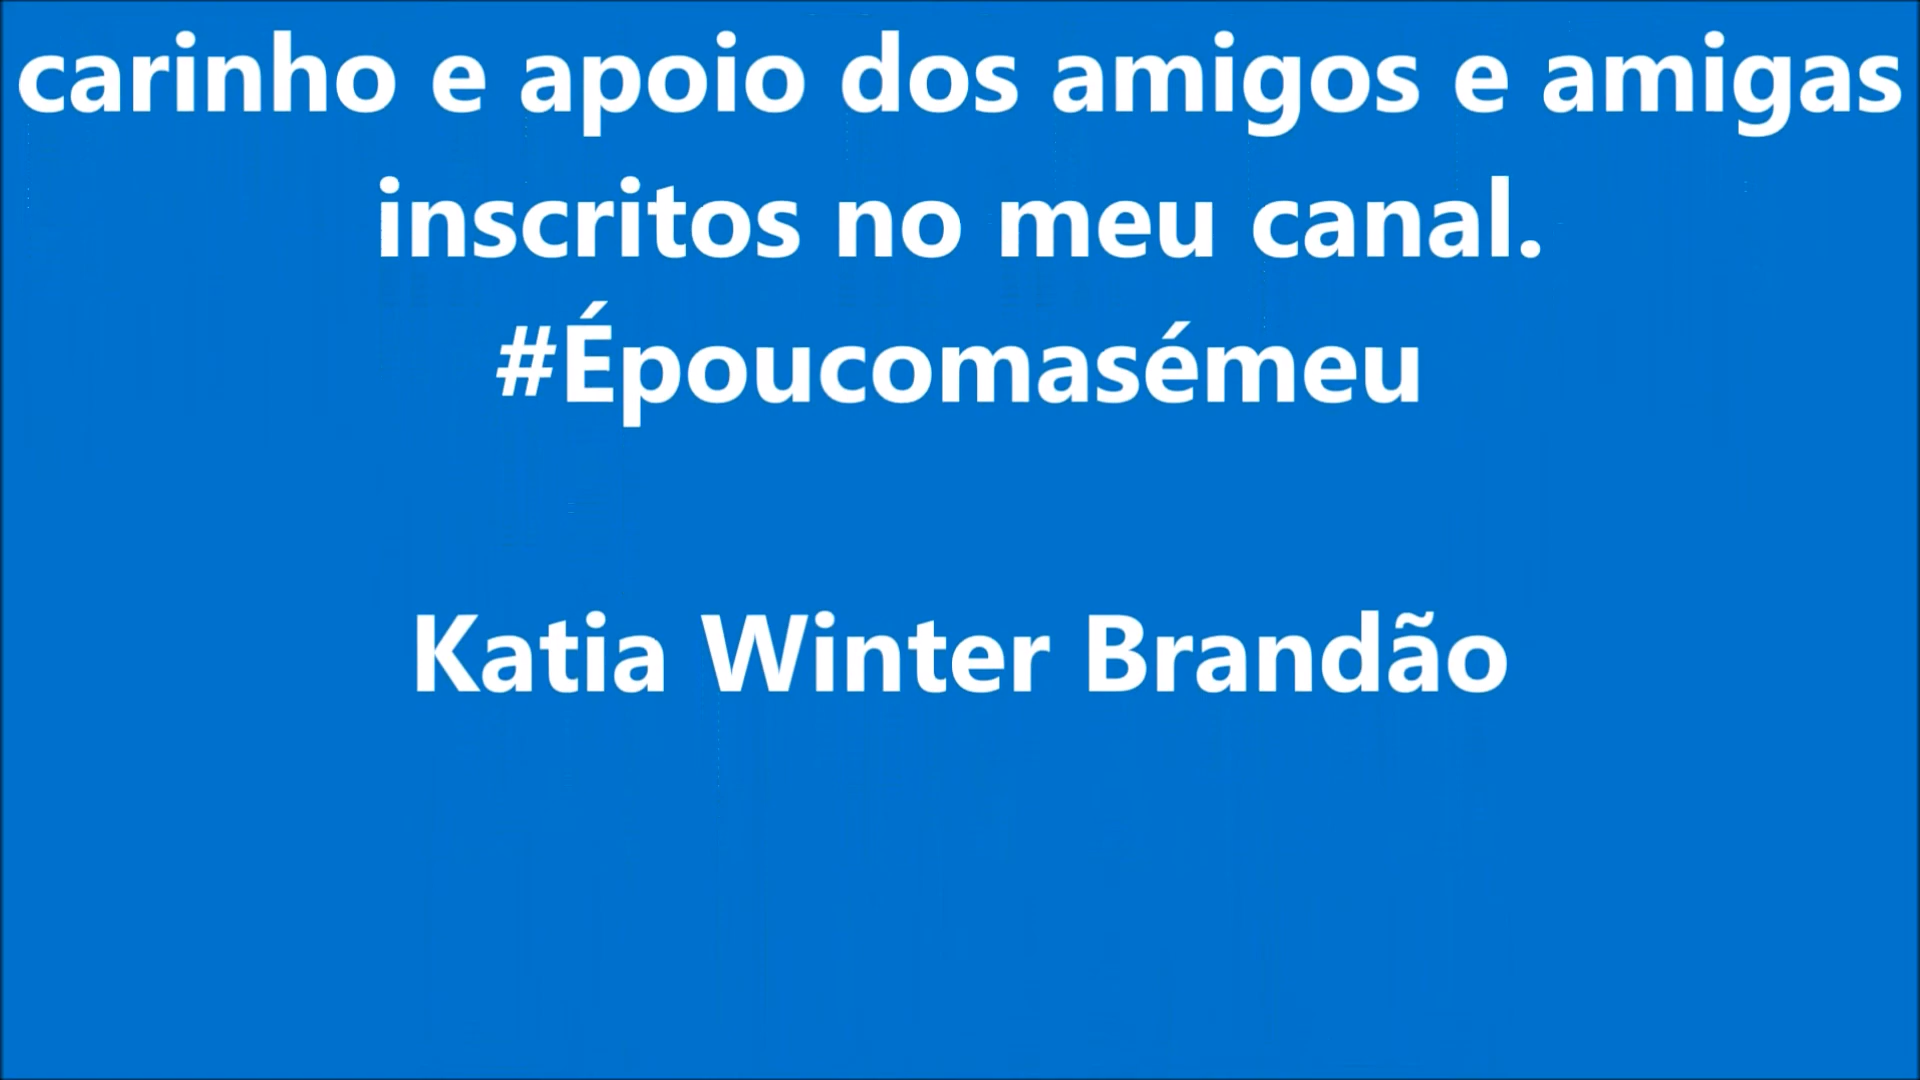 carinho e apoio dos amigos e amigas
inscritos no meu canal.
#Époucomasémeu
Katia Winter Brandão